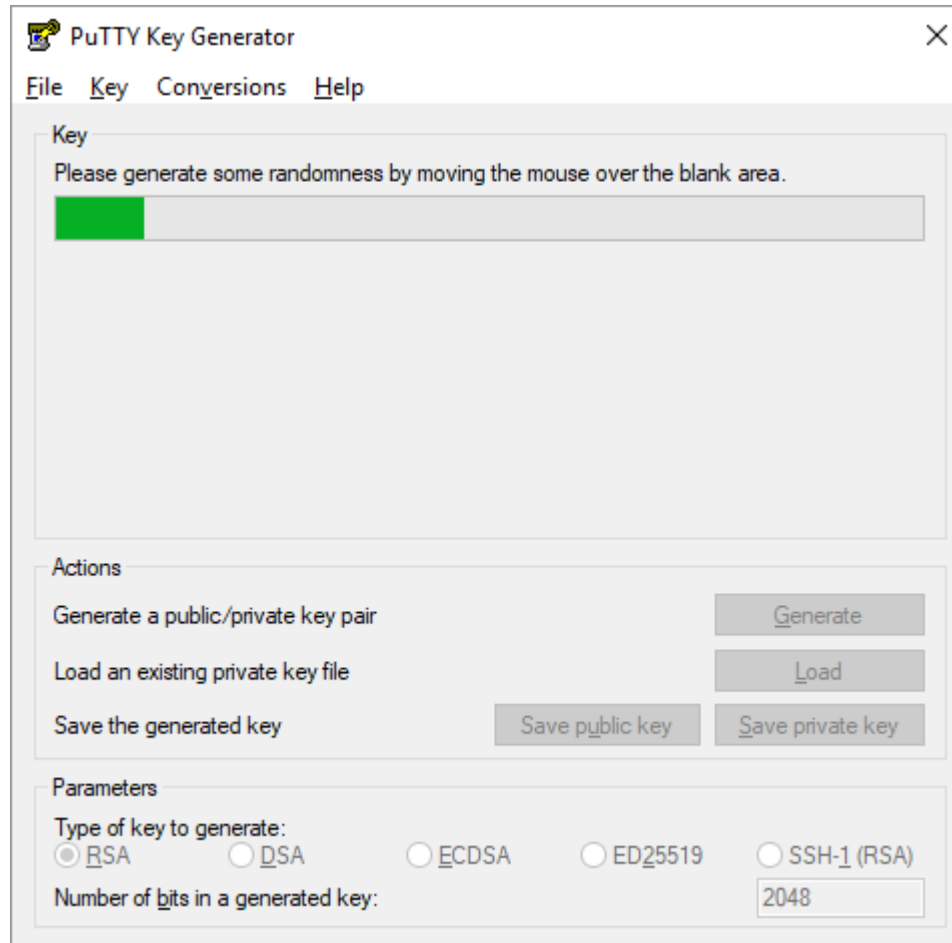 PuTTY Key Generator
File Key Conversions Help
Key
Please generate some randomness by moving the mouse over the blank area.
Actions
Generate a public/private key pair Generate
Load an existing private key file Load
Save the generated key Save public key Save private key
Parameters
Type of key to generate:
RSA DSA ECDSA ED25519 SSH-1 (RSA)
Number of bits in a generated key: 2048